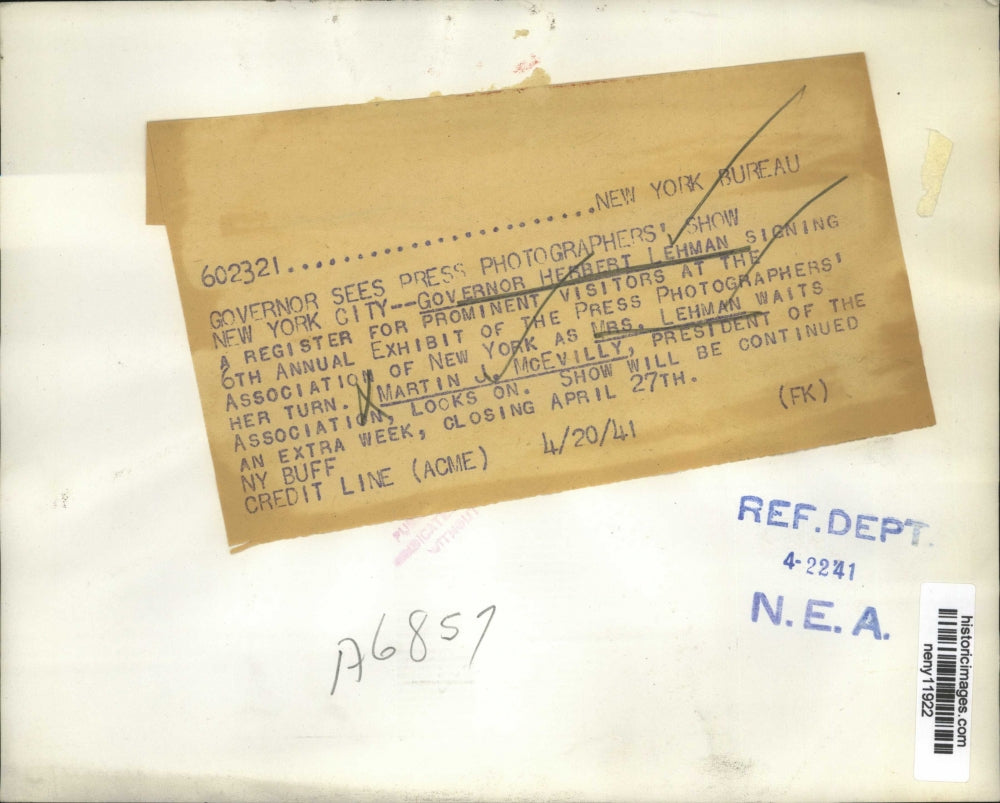 602321........................NEW YORK BUREAU
GOVERNOR SEES PRESS PHOTOGRAPHERS' SHOW
NEW YORK CITY--GOVERNOR HERBERT LEHMAN SIGNING
A REGISTER FOR PROMINENT VISITORS AT THE
6TH ANNUAL EXHIBIT OF THE PRESS PHOTOGRAPHERS'
ASSOCIATION OF NEW YORK AS MRS. LEHMAN WAITS
HER TURN. MARTIN J. MCEVILLY, PRESIDENT OF THE
ASSOCIATION, LOOKS ON. SHOW WILL BE CONTINUED
AN EXTRA WEEK, CLOSING APRIL 27TH.
NY BUFF
CREDIT LINE (ACME) 4/20/41 (FK)
REF. DEPT.
4-2241
N. E. A.
A6857
historicimages.com
neny11922